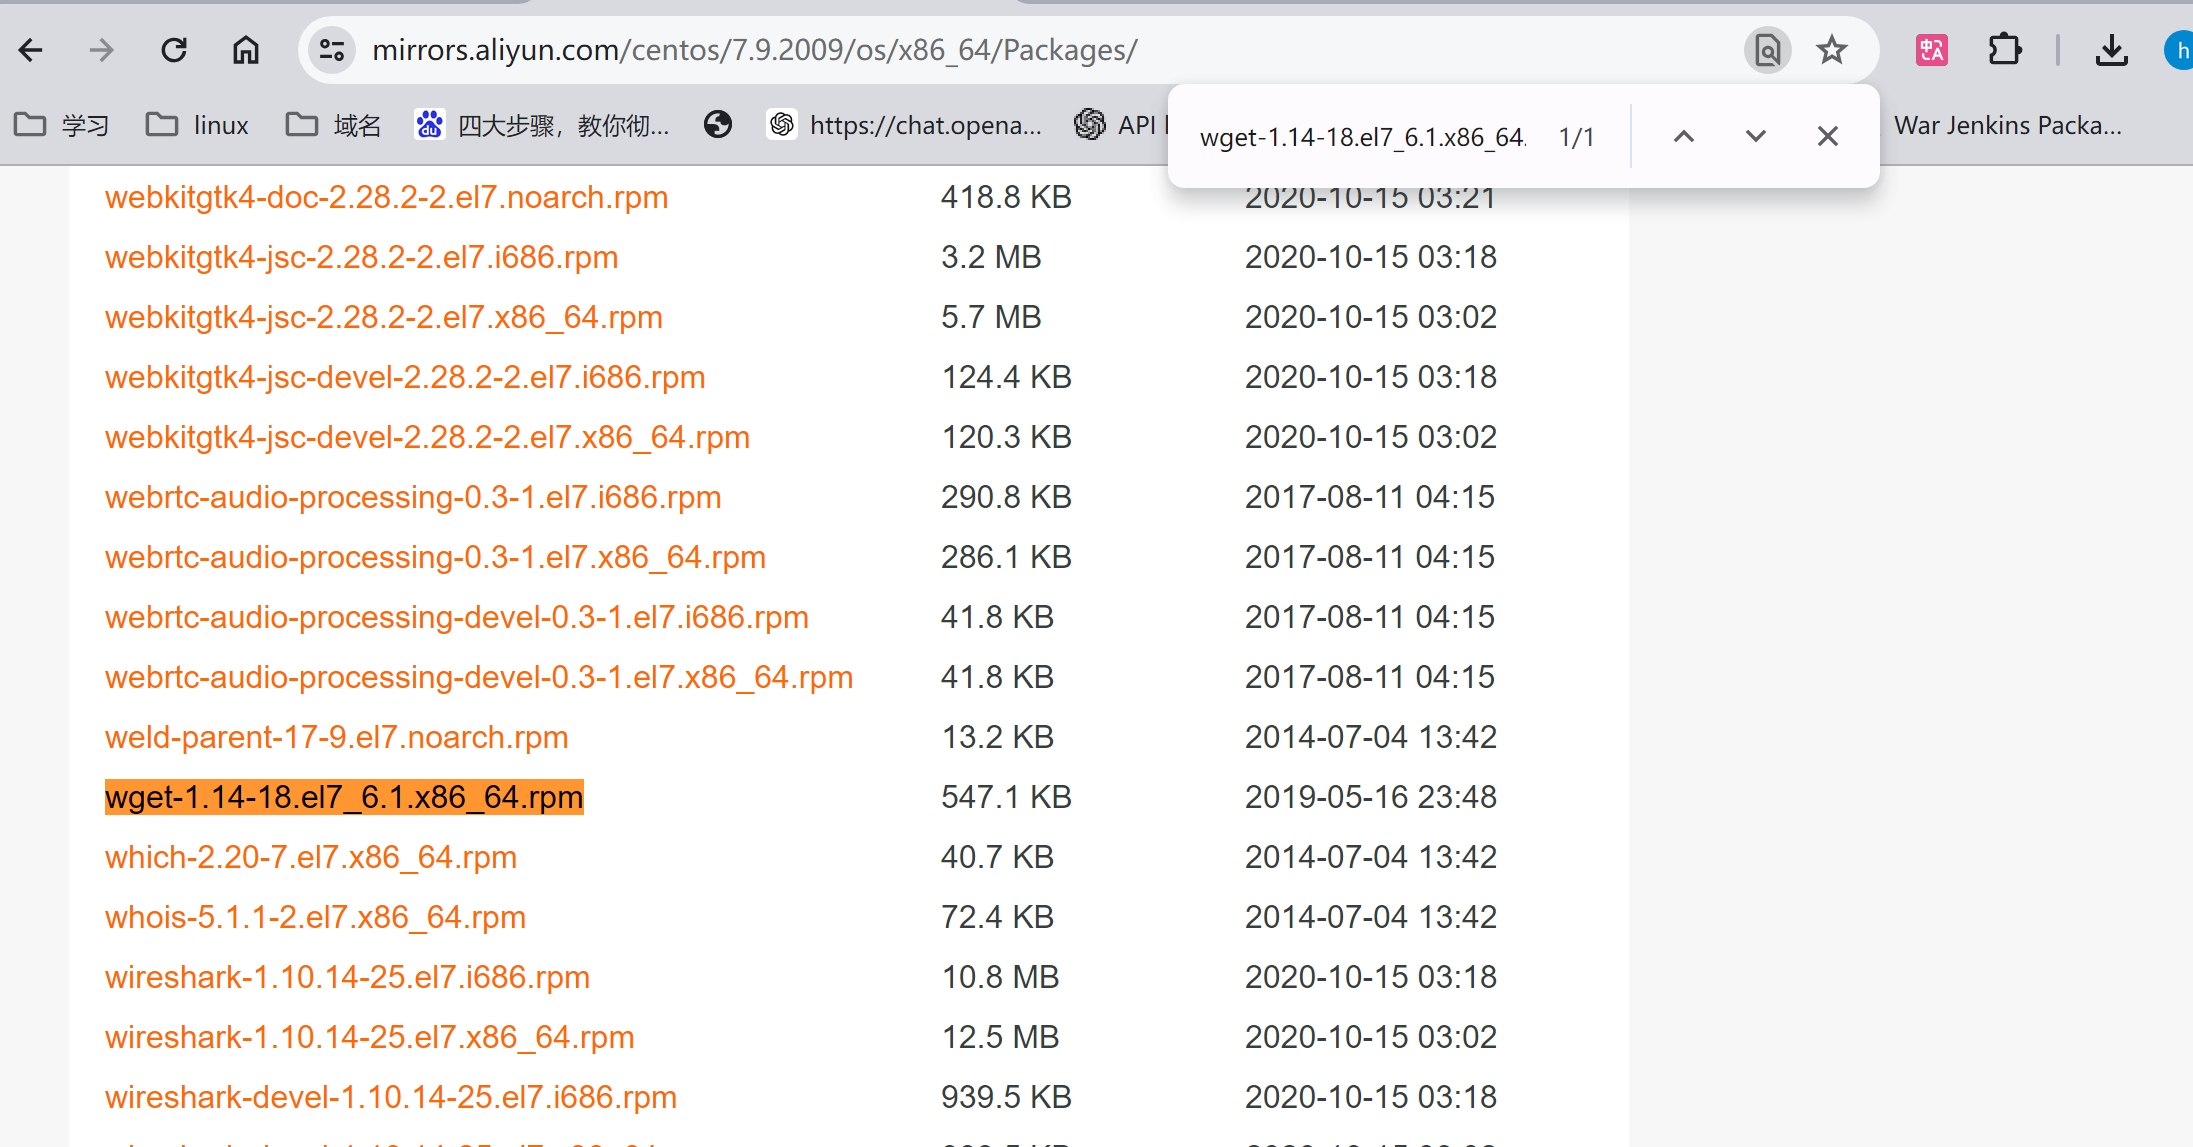 mirrors.aliyun.com/centos/7.9.2009/os/x86_64/Packages/
中A
h
学习 linux 域名 du 四大步骤，教你彻... https://chat.opena... API War Jenkins Packa...
wget-1.14-18.el7_6.1.x86_64. 1/1
webkitgtk4-doc-2.28.2-2.el7.noarch.rpm 418.8 KB 2020-10-15 03:21
webkitgtk4-jsc-2.28.2-2.el7.i686.rpm 3.2 MB 2020-10-15 03:18
webkitgtk4-jsc-2.28.2-2.el7.x86_64.rpm 5.7 MB 2020-10-15 03:02
webkitgtk4-jsc-devel-2.28.2-2.el7.i686.rpm 124.4 KB 2020-10-15 03:18
webkitgtk4-jsc-devel-2.28.2-2.el7.x86_64.rpm 120.3 KB 2020-10-15 03:02
webrtc-audio-processing-0.3-1.el7.i686.rpm 290.8 KB 2017-08-11 04:15
webrtc-audio-processing-0.3-1.el7.x86_64.rpm 286.1 KB 2017-08-11 04:15
webrtc-audio-processing-devel-0.3-1.el7.i686.rpm 41.8 KB 2017-08-11 04:15
webrtc-audio-processing-devel-0.3-1.el7.x86_64.rpm 41.8 KB 2017-08-11 04:15
weld-parent-17-9.el7.noarch.rpm 13.2 KB 2014-07-04 13:42
wget-1.14-18.el7_6.1.x86_64.rpm 547.1 KB 2019-05-16 23:48
which-2.20-7.el7.x86_64.rpm 40.7 KB 2014-07-04 13:42
whois-5.1.1-2.el7.x86_64.rpm 72.4 KB 2014-07-04 13:42
wireshark-1.10.14-25.el7.i686.rpm 10.8 MB 2020-10-15 03:18
wireshark-1.10.14-25.el7.x86_64.rpm 12.5 MB 2020-10-15 03:02
wireshark-devel-1.10.14-25.el7.i686.rpm 939.5 KB 2020-10-15 03:18